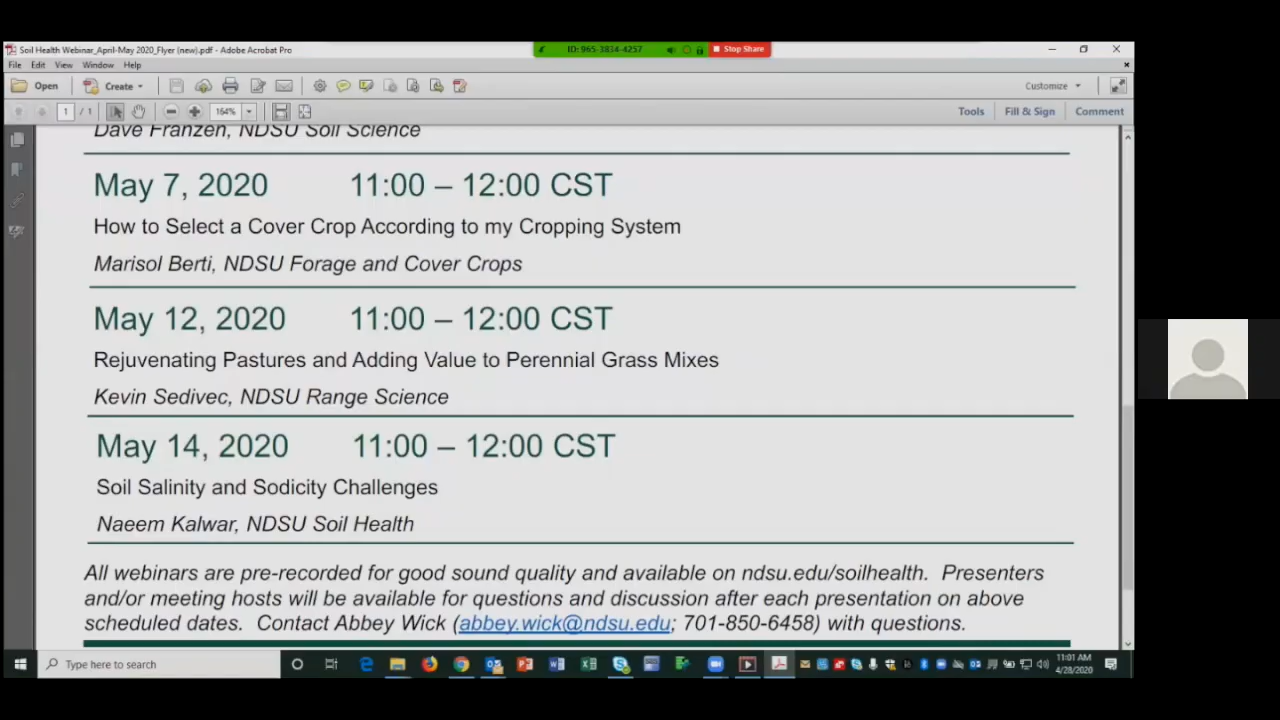 Soil Health Webinar_April-May 2020_Flyer (new).pdf - Adobe Acrobat Pro
ID: 965-3834-4257
Stop Share
File Edit View Window Help
Open Create Customize
1 / 1 164% Tools Fill & Sign Comment
Dave Franzen, NDSU Soil Science
May 7, 2020 11:00 – 12:00 CST
How to Select a Cover Crop According to my Cropping System
Marisol Berti, NDSU Forage and Cover Crops
May 12, 2020 11:00 – 12:00 CST
Rejuvenating Pastures and Adding Value to Perennial Grass Mixes
Kevin Sedivec, NDSU Range Science
May 14, 2020 11:00 – 12:00 CST
Soil Salinity and Sodicity Challenges
Naeem Kalwar, NDSU Soil Health
All webinars are pre-recorded for good sound quality and available on ndsu.edu/soilhealth. Presenters
and/or meeting hosts will be available for questions and discussion after each presentation on above
scheduled dates. Contact Abbey Wick (abbey.wick@ndsu.edu; 701-850-6458) with questions.
Type here to search
11:01 AM
4/28/2020